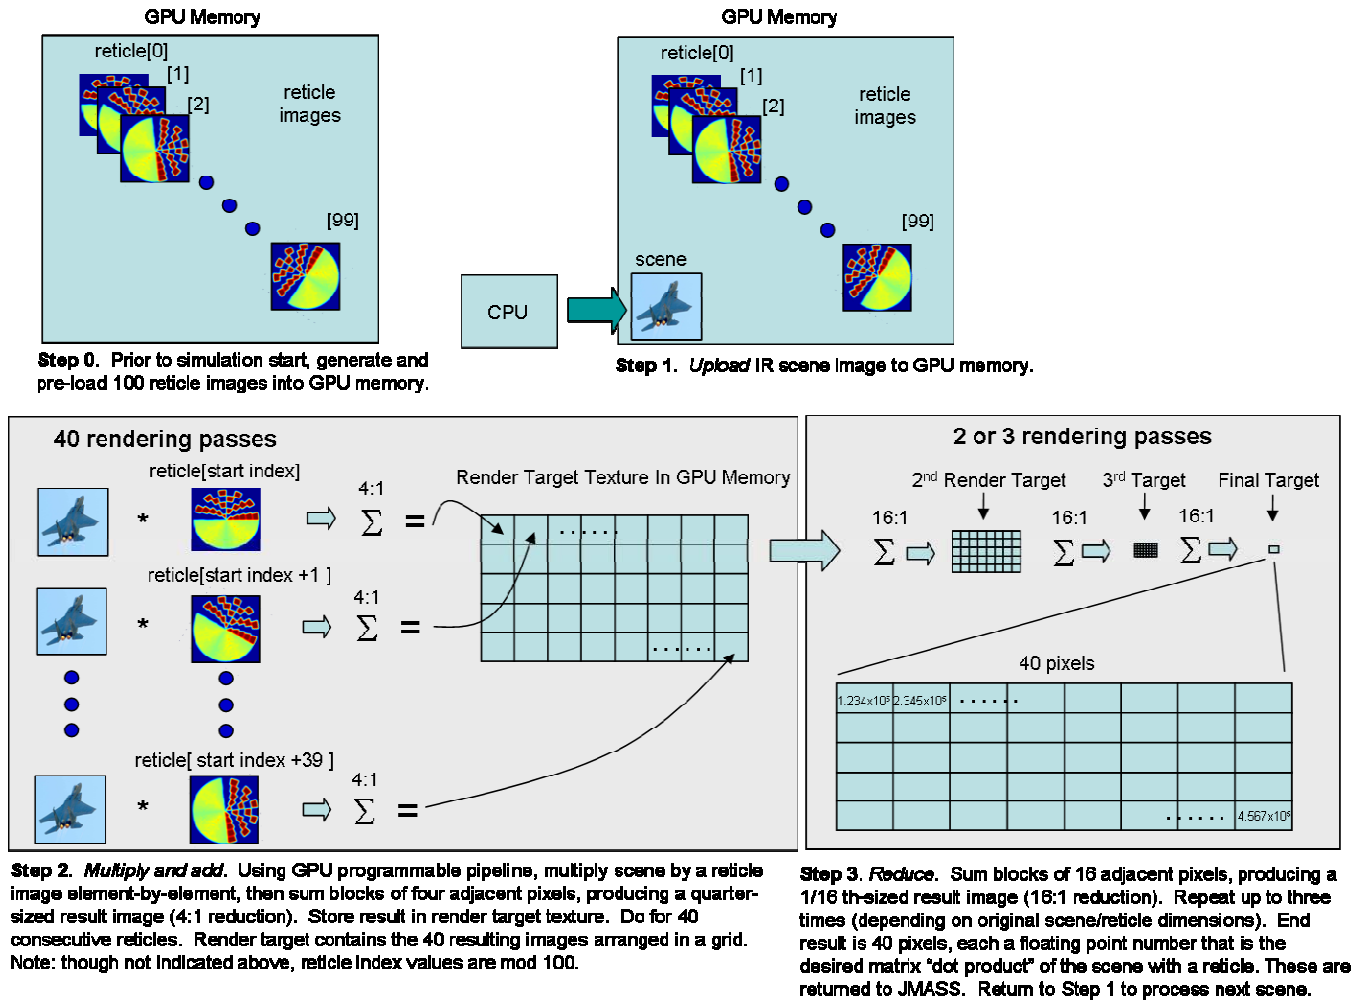 GPU Memory
reticle[0]
[1]
[2]
reticle
images
[99]
Step 0. Prior to simulation start, generate and
pre-load 100 reticle images into GPU memory.
GPU Memory
reticle[0]
[1]
[2]
reticle
images
[99]
scene
CPU
Step 1. Upload IR scene image to GPU memory.
40 rendering passes
reticle[start index]
4:1
Render Target Texture In GPU Memory
* Σ =
. . . . . .
reticle[start index +1 ]
4:1
* Σ =
. . . . . .
reticle[ start index +39 ]
4:1
* Σ =
Step 2. Multiply and add. Using GPU programmable pipeline, multiply scene by a reticle
image element-by-element, then sum blocks of four adjacent pixels, producing a quarter-
sized result image (4:1 reduction). Store result in render target texture. Do for 40
consecutive reticles. Render target contains the 40 resulting images arranged in a grid.
Note: though not indicated above, reticle index values are mod 100.
2 or 3 rendering passes
2nd Render Target
3rd Target
Final Target
16:1
16:1
16:1
Σ Σ Σ
40 pixels
1.234x10⁵ 2.345x10⁵ . . . . . .
. . . . . . 4.567x10⁵
Step 3. Reduce. Sum blocks of 16 adjacent pixels, producing a
1/16 th-sized result image (16:1 reduction). Repeat up to three
times (depending on original scene/reticle dimensions). End
result is 40 pixels, each a floating point number that is the
desired matrix “dot product” of the scene with a reticle. These are
returned to JMASS. Return to Step 1 to process next scene.